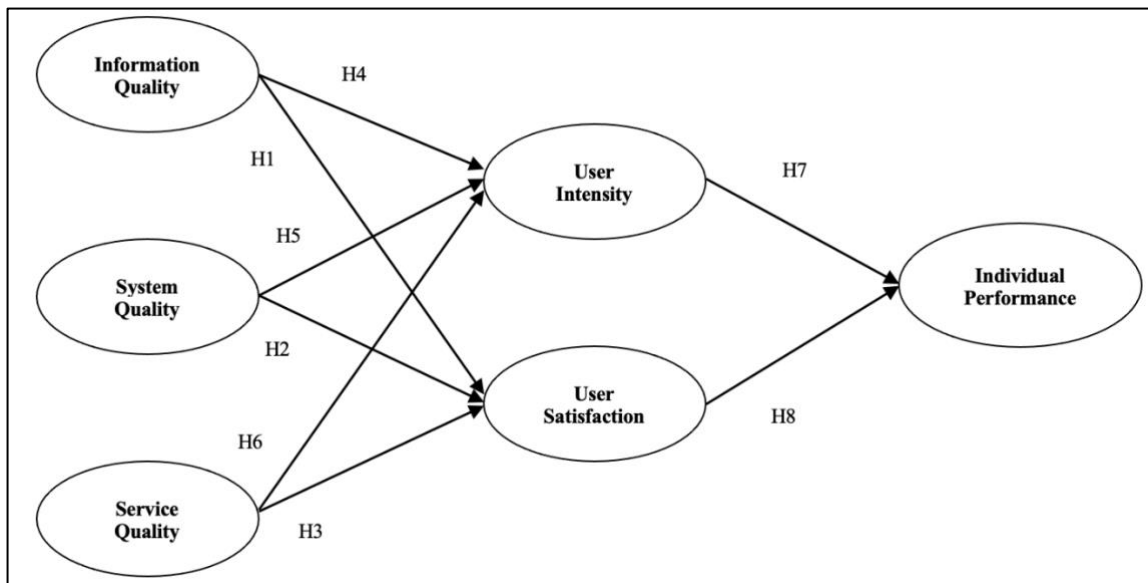 Information
Quality
H4
H1
User
Intensity
H7
H5
System
Quality
Individual
Performance
H2
User
Satisfaction
H8
H6
Service
Quality
H3